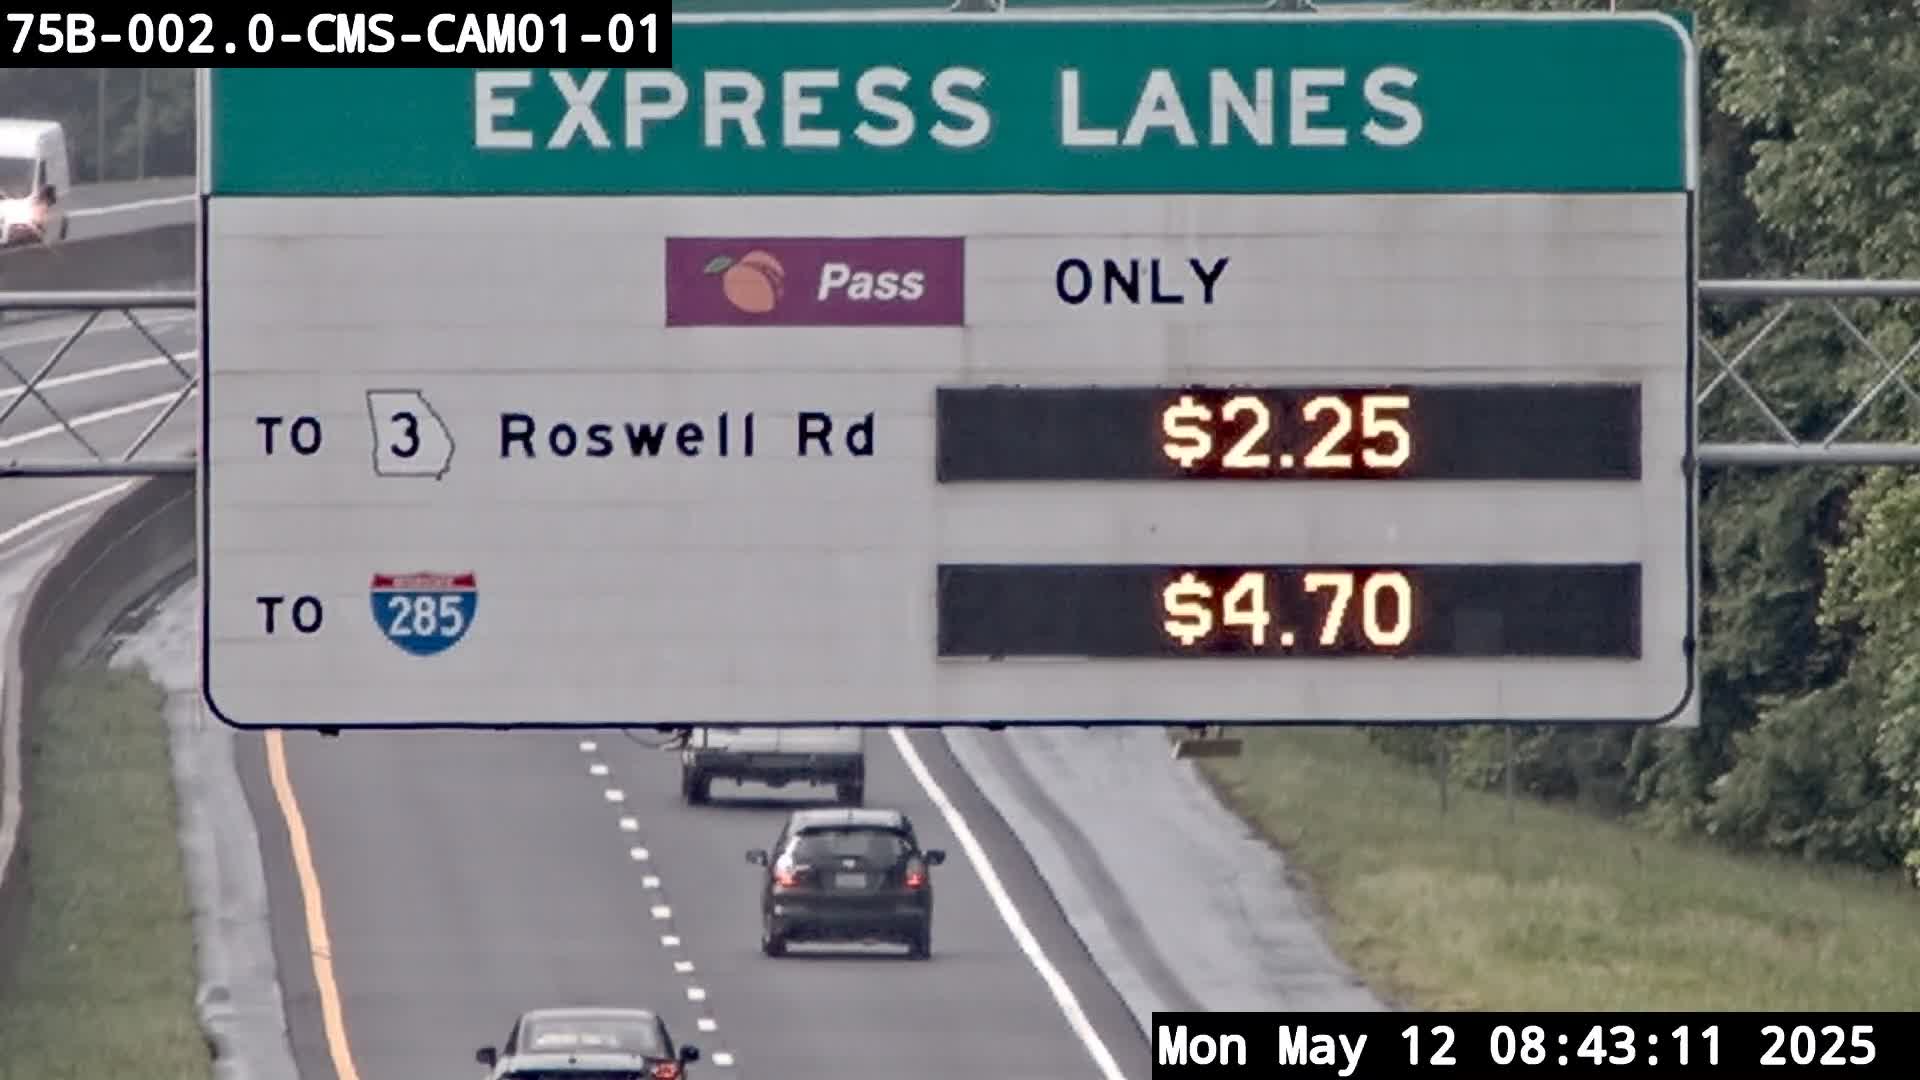 75B-002.0-CMS-CAM01-01
EXPRESS LANES
Pass ONLY
TO 3 Roswell Rd $2.25
TO 285 $4.70
Mon May 12 08:43:11 2025